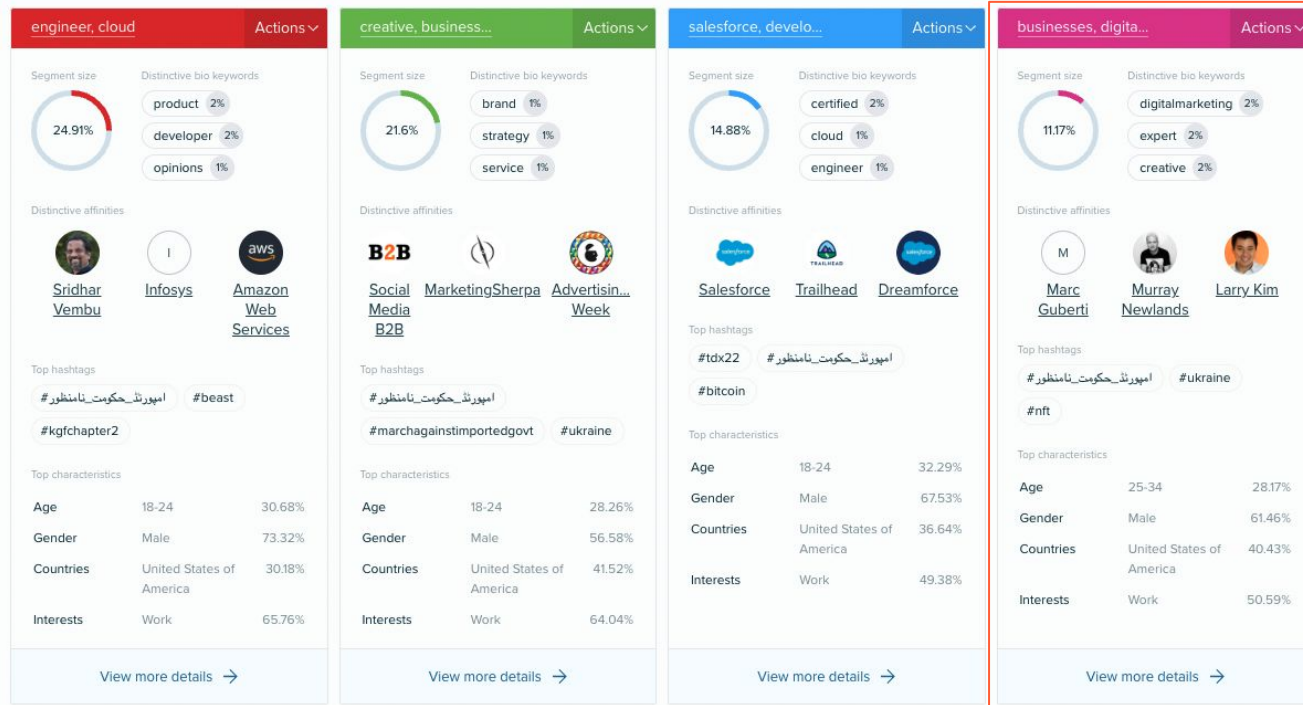 engineer, cloud
Actions
Segment size
Distinctive bio keywords
24.91%
product 2%
developer 2%
opinions 1%
Distinctive affinities
I
aws
Sridhar
Vembu
Infosys
Amazon
Web
Services
Top hashtags
#امپورٹڈ_حکومت_نامنظور
#beast
#kgfchapter2
Top characteristics
Age 18-24 30.68%
Gender Male 73.32%
Countries United States of 30.18%
America
Interests Work 65.76%
View more details →
creative, business...
Actions
Segment size
Distinctive bio keywords
21.6%
brand 1%
strategy 1%
service 1%
Distinctive affinities
B2B
Social
Media
B2B
MarketingSherpa
Advertisin...
Week
Top hashtags
#امپورٹڈ_حکومت_نامنظور
#marchagainstimportedgovt
#ukraine
Top characteristics
Age 18-24 28.26%
Gender Male 56.58%
Countries United States of 41.52%
America
Interests Work 64.04%
View more details →
salesforce, develo...
Actions
Segment size
Distinctive bio keywords
14.88%
certified 2%
cloud 1%
engineer 1%
Distinctive affinities
salesforce
TRAILHEAD
salesforce
Salesforce
Trailhead
Dreamforce
Top hashtags
#tdx22
#امپورٹڈ_حکومت_نامنظور
#bitcoin
Top characteristics
Age 18-24 32.29%
Gender Male 67.53%
Countries United States of 36.64%
America
Interests Work 49.38%
View more details →
businesses, digita...
Actions
Segment size
Distinctive bio keywords
11.17%
digitalmarketing 2%
expert 2%
creative 2%
Distinctive affinities
M
Marc
Guberti
Murray
Newlands
Larry Kim
Top hashtags
#امپورٹڈ_حکومت_نامنظور
#ukraine
#nft
Top characteristics
Age 25-34 28.17%
Gender Male 61.46%
Countries United States of 40.43%
America
Interests Work 50.59%
View more details →